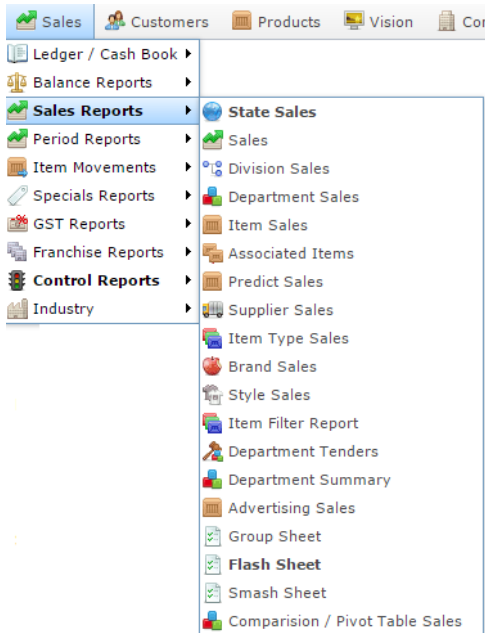 Sales Customers Products Vision Con
Ledger / Cash Book
Balance Reports
Sales Reports
Period Reports
Item Movements
Specials Reports
GST Reports
Franchise Reports
Control Reports
Industry
State Sales
Sales
Division Sales
Department Sales
Item Sales
Associated Items
Predict Sales
Supplier Sales
Item Type Sales
Brand Sales
Style Sales
Item Filter Report
Department Tenders
Department Summary
Advertising Sales
Group Sheet
Flash Sheet
Smash Sheet
Comparision / Pivot Table Sales